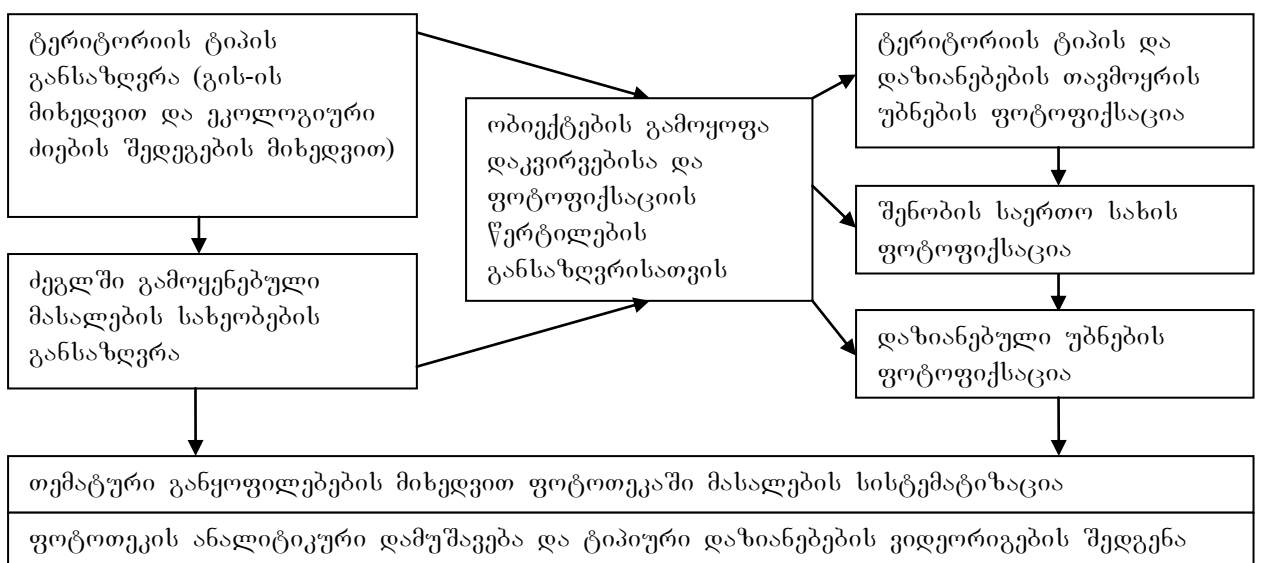 ტერიტორიის ტიპის
განსაზღვრა (გის-ის
მიხედვით და ეკოლოგიური
ძიების შედეგების მიხედვით)
ძეგლში გამოყენებული
მასალების სახეობების
განსაზღვრა
ობიექტების გამოყოფა
დაკვირვებისა და
ფოტოფიქსაციის
წერტილების
განსაზღვრისათვის
ტერიტორიის ტიპის და
დაზიანებების თავმოყრის
უბნების ფოტოფიქსაცია
შენობის საერთო სახის
ფოტოფიქსაცია
დაზიანებული უბნების
ფოტოფიქსაცია
თემატური განყოფილებების მიხედვით ფოტოთეკაში მასალების სისტემატიზაცია
ფოტოთეკის ანალიტიკური დამუშავება და ტიპიური დაზიანებების ვიდეორიგების შედგენა